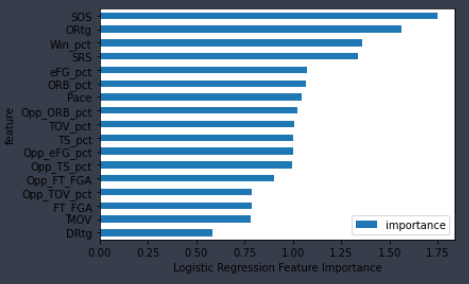 SOS
ORtg
Win_pct
SRS
eFG_pct
ORB_pct
Pace
Opp_ORB_pct
TOV_pct
TS_pct
Opp_eFG_pct
Opp_TS_pct
Opp_FT_FGA
Opp_TOV_pct
FT_FGA
MOV
DRtg
feature
importance
0.00 0.25 0.50 0.75 1.00 1.25 1.50 1.75
Logistic Regression Feature Importance